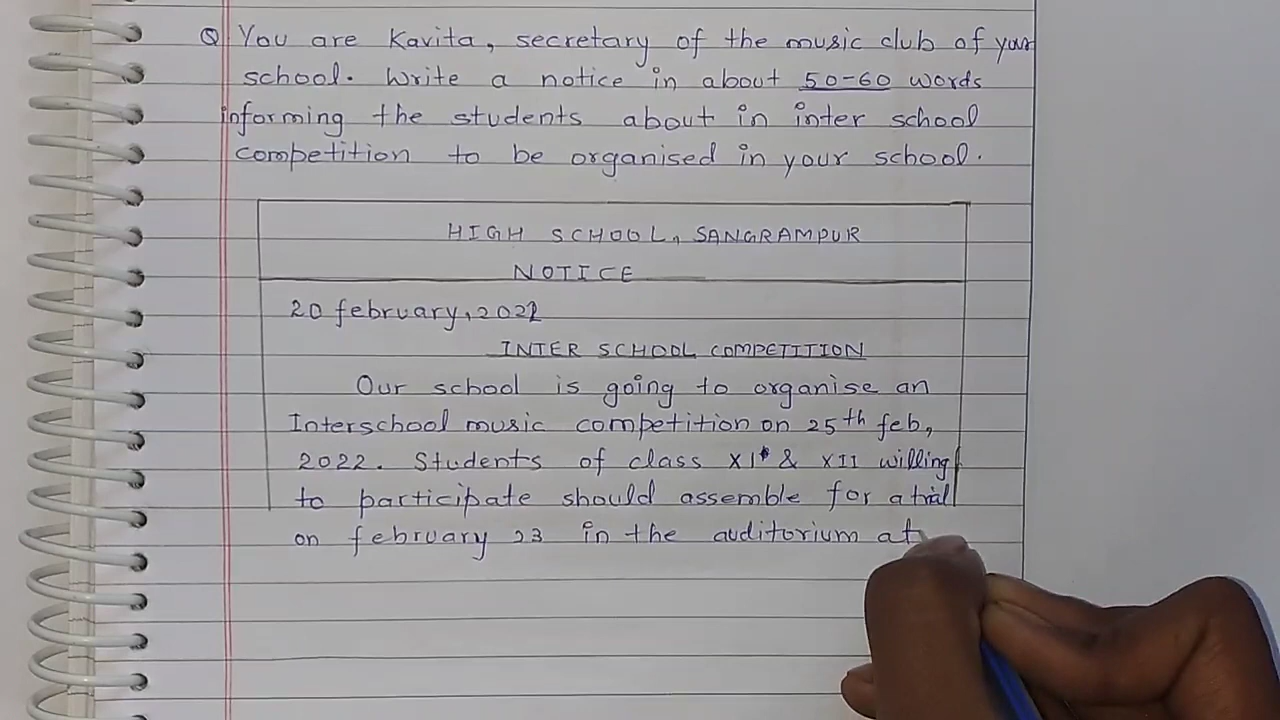 Q You are Kavita, secretary of the music club of your
school. Write a notice in about 50-60 words
informing the students about in inter school
competition to be organised in your school.
HIGH SCHOOL, SANGRAMPUR
NOTICE
20 february, 2022
INTER SCHOOL COMPETITION
Our school is going to organise an
Interschool music competition on 25th feb,
2022. Students of class XI & XII willing
to participate should assemble for a trial
on february 23 in the auditorium at